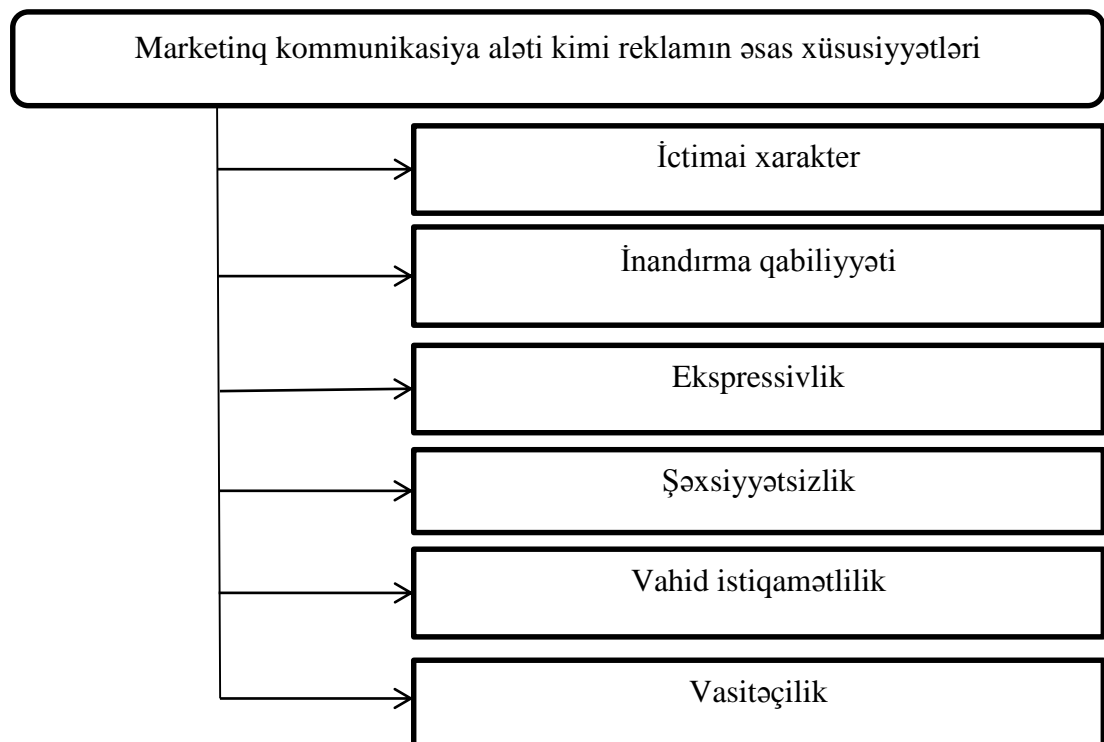 Marketinq kommunikasiya aləti kimi reklamın əsas xüsusiyyətləri
İctimai xarakter
İnandırma qabiliyyəti
Ekspressivlik
Şəxsiyyətsizlik
Vahid istiqamətlilik
Vasitəçilik